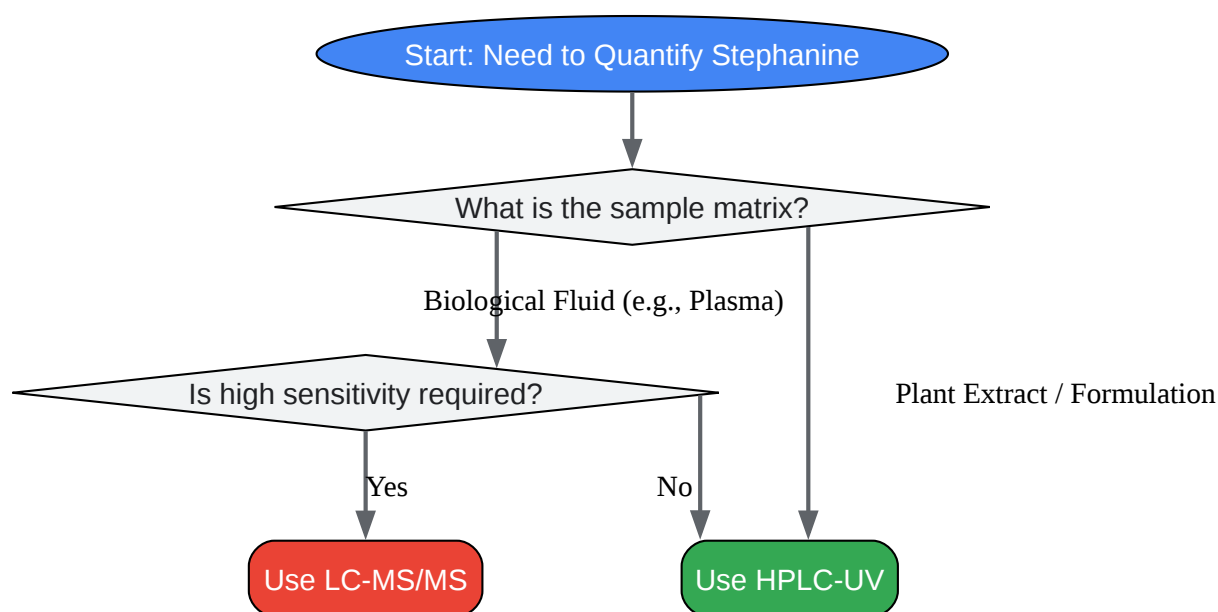 Start: Need to Quantify Stephanine
What is the sample matrix?
Biological Fluid (e.g., Plasma)
Is high sensitivity required?
Plant Extract / Formulation
Yes
No
Use LC-MS/MS
Use HPLC-UV